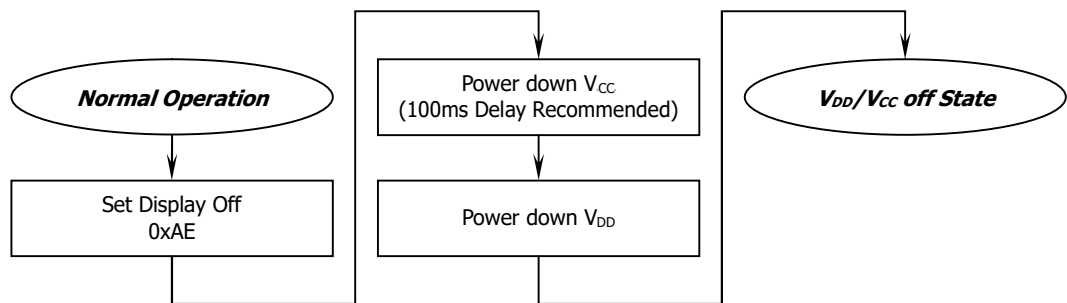 Normal Operation
Set Display Off
0xAE
Power down VCC
(100ms Delay Recommended)
Power down VDD
VDD/VCC off State